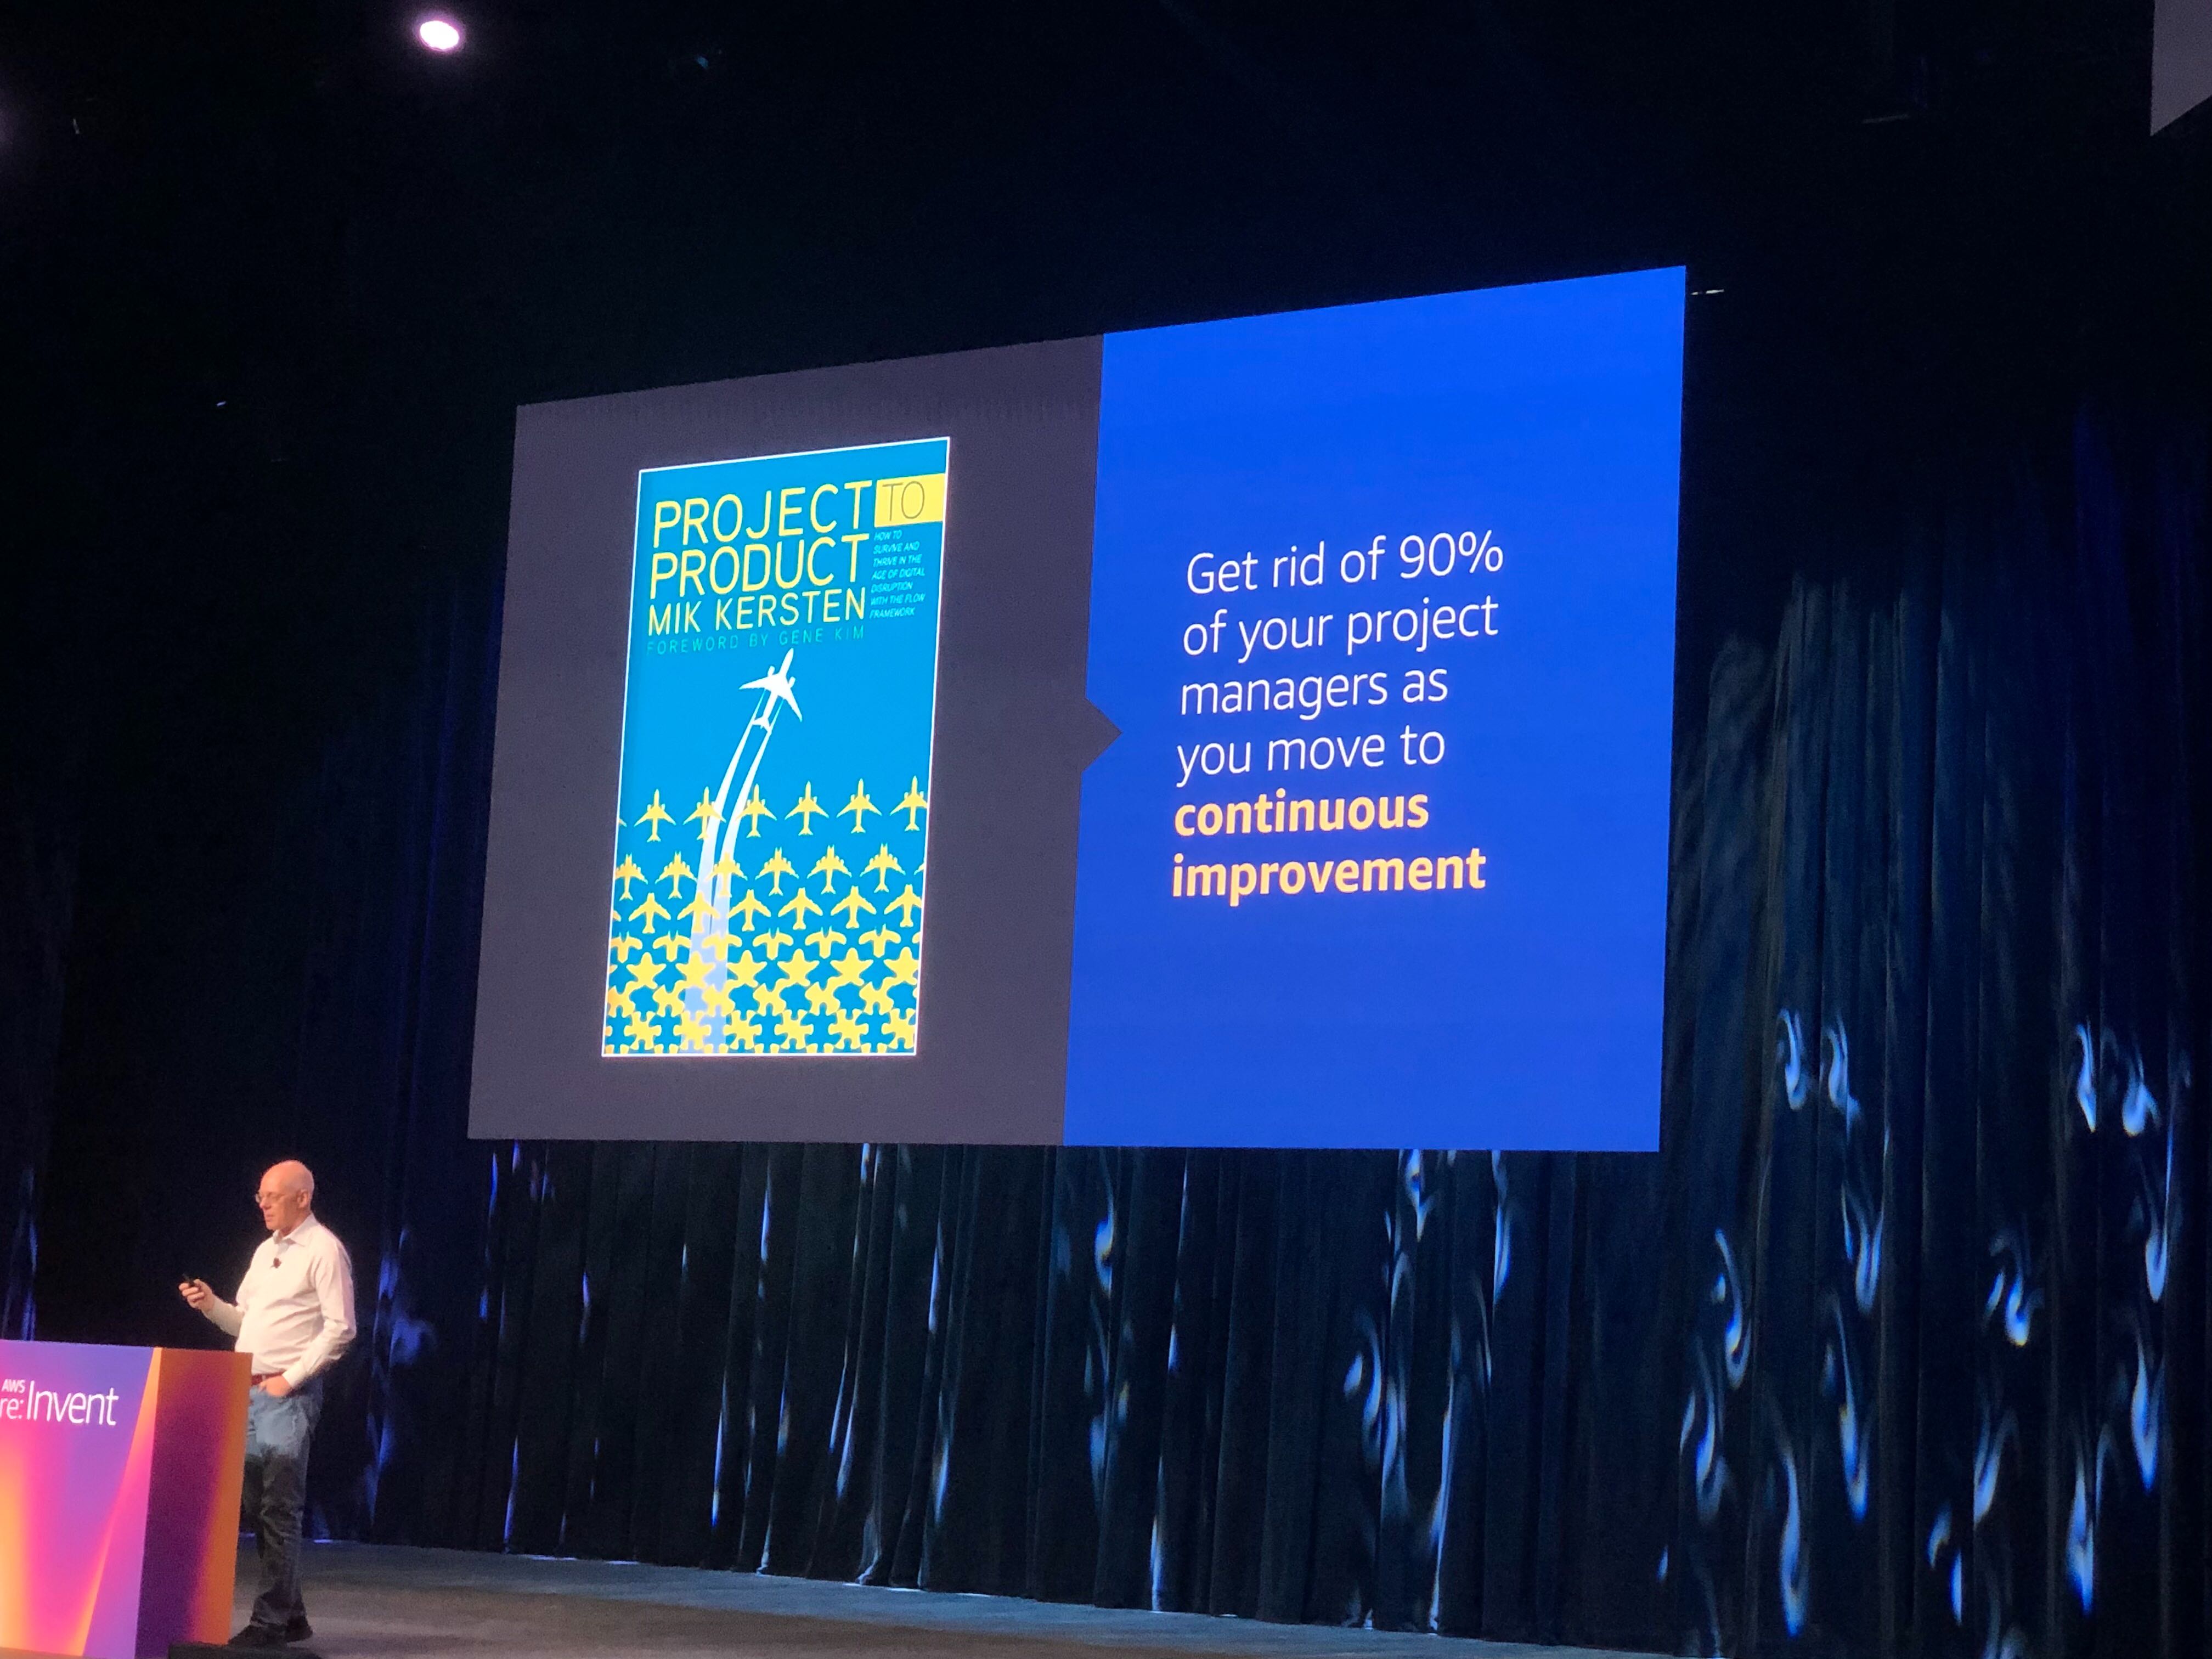 PROJECT TO
PRODUCT
MIK KERSTEN
FOREWORD BY GENE KIM
HOW TO
SURVIVE AND
THRIVE IN THE
AGE OF DIGITAL
DISRUPTION
WITH THE FLOW
FRAMEWORK
Get rid of 90%
of your project
managers as
you move to
continuous
improvement
AWS
re:Invent